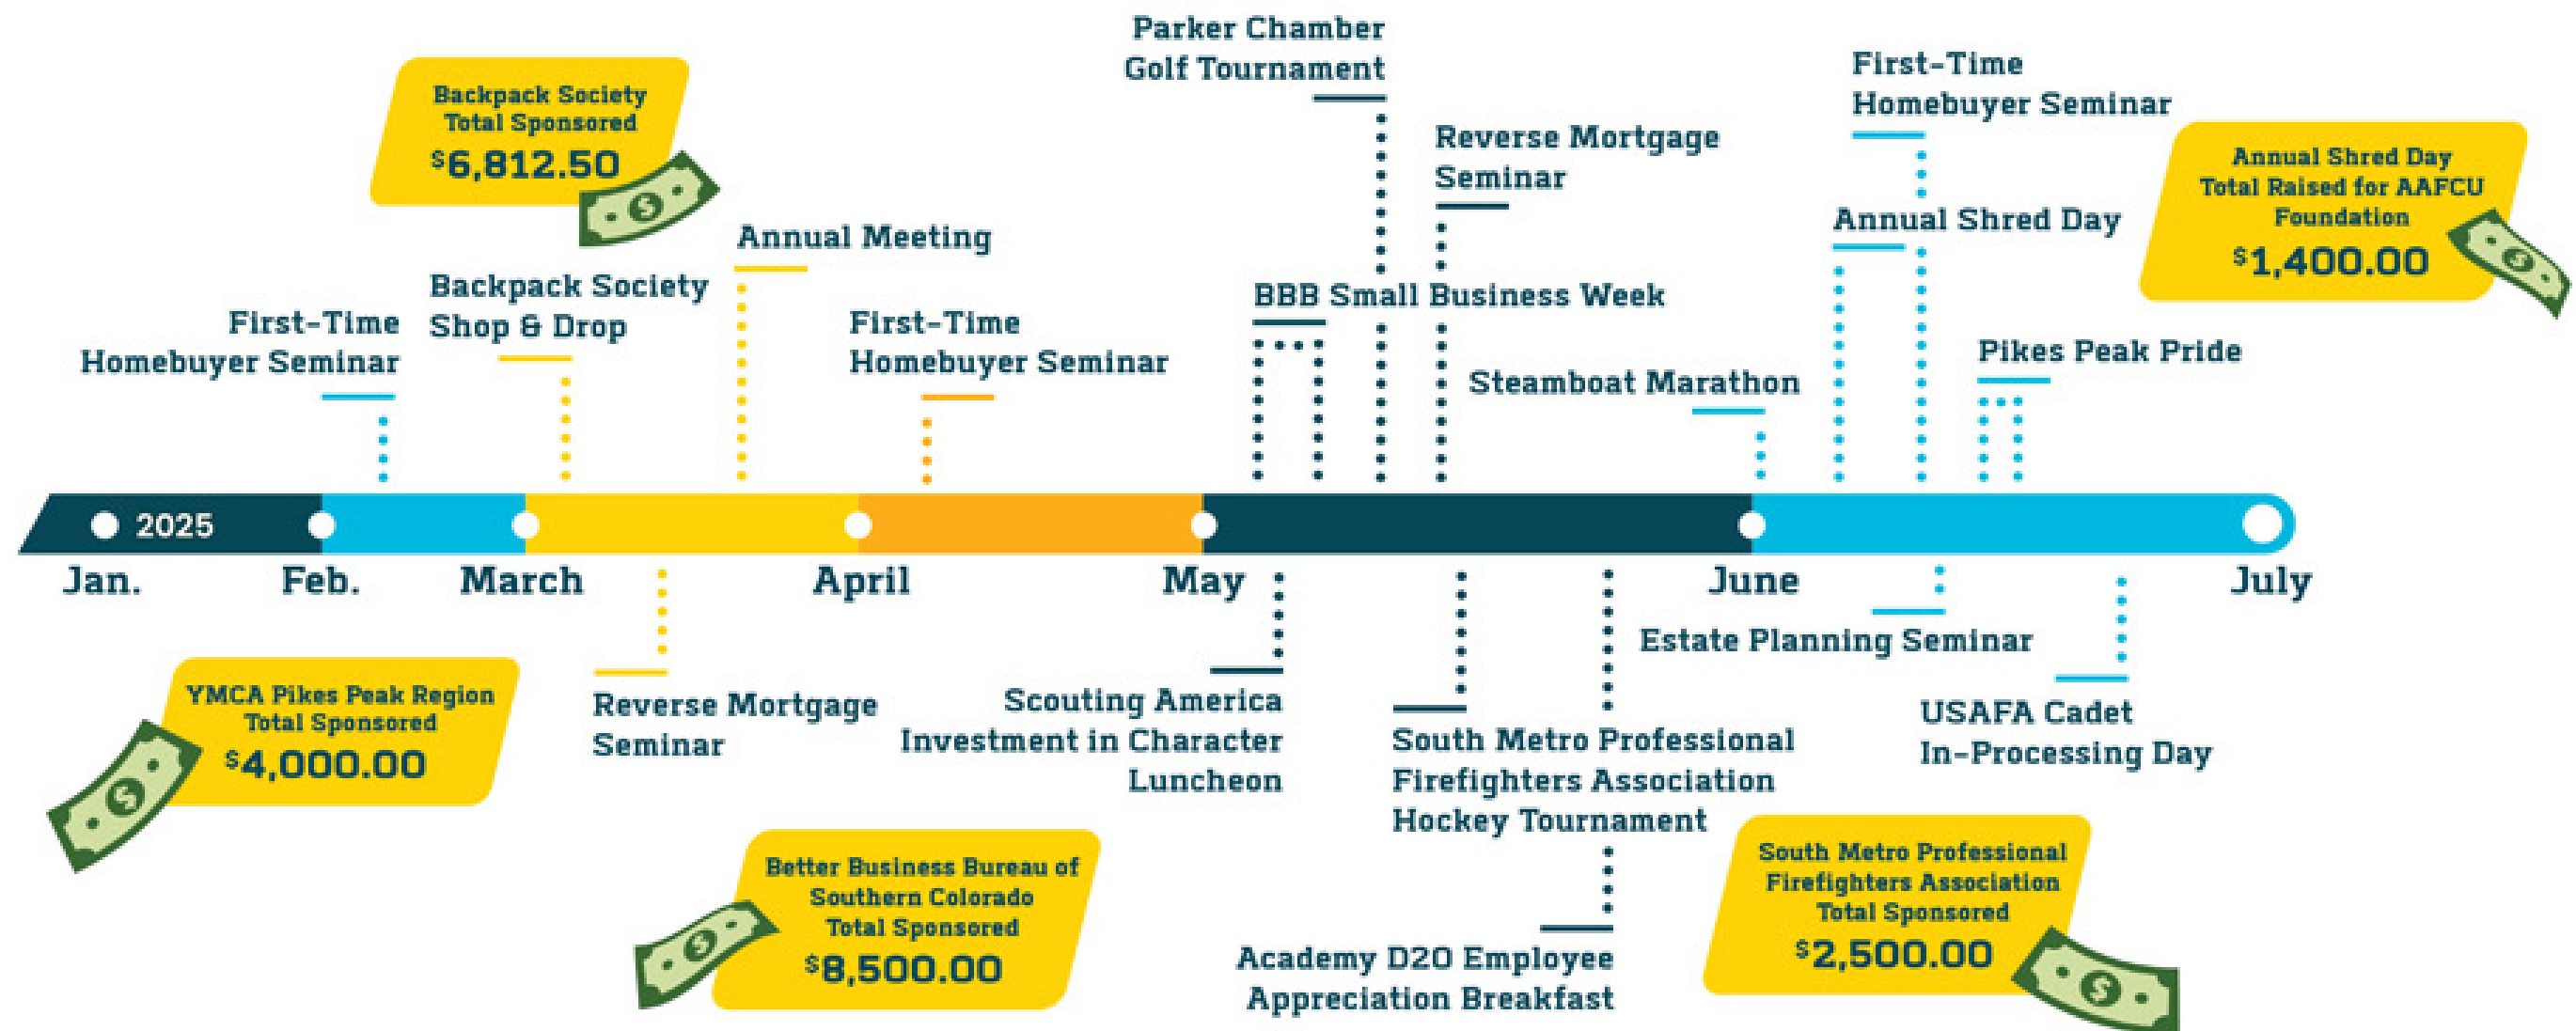 Parker Chamber
Golf Tournament
First-Time
Homebuyer Seminar
Backpack Society
Total Sponsored
$6,812.50
Reverse Mortgage
Seminar
Annual Shred Day
Total Raised for AAFCU
Foundation
$1,400.00
Annual Shred Day
Annual Meeting
Backpack Society
Shop & Drop
BBB Small Business Week
First-Time
Homebuyer Seminar
First-Time
Homebuyer Seminar
Pikes Peak Pride
Steamboat Marathon
2025
Jan.
Feb.
March
April
May
June
July
Estate Planning Seminar
YMCA Pikes Peak Region
Total Sponsored
$4,000.00
Reverse Mortgage
Seminar
Scouting America
Investment in Character
Luncheon
South Metro Professional
Firefighters Association
Hockey Tournament
USAFA Cadet
In-Processing Day
Better Business Bureau of
Southern Colorado
Total Sponsored
$8,500.00
South Metro Professional
Firefighters Association
Total Sponsored
$2,500.00
Academy D20 Employee
Appreciation Breakfast